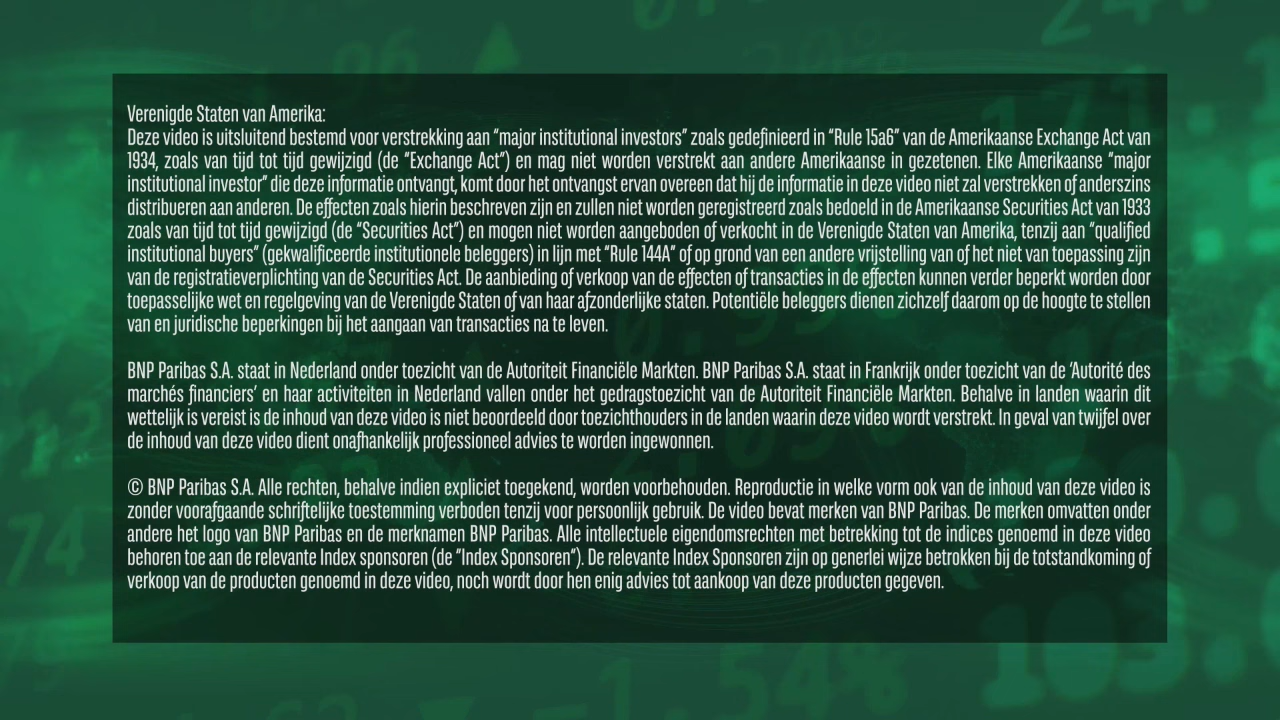 Verenigde Staten van Amerika:
Deze video is uitsluitend bestemd voor verstrekking aan “major institutional investors” zoals gedefinieerd in “Rule 15a6” van de Amerikaanse Exchange Act van
1934, zoals van tijd tot tijd gewijzigd (de “Exchange Act”) en mag niet worden verstrekt aan andere Amerikaanse in gezetenen. Elke Amerikaanse “major
institutional investor” die deze informatie ontvangt, komt door het ontvangst ervan overeen dat hij de informatie in deze video niet zal verstrekken of anderszins
distribueren aan anderen. De effecten zoals hierin beschreven zijn en zullen niet worden geregistreerd zoals bedoeld in de Amerikaanse Securities Act van 1933
zoals van tijd tot tijd gewijzigd (de “Securities Act”) en mogen niet worden aangeboden of verkocht in de Verenigde Staten van Amerika, tenzij aan “qualified
institutional buyers” (gekwalificeerde institutionele beleggers) in lijn met “Rule 144A” of op grond van een andere vrijstelling van of het niet van toepassing zijn
van de registratieverplichting van de Securities Act. De aanbieding of verkoop van de effecten of transacties in de effecten kunnen verder beperkt worden door
toepasselijke wet en regelgeving van de Verenigde Staten of van haar afzonderlijke staten. Potentiële beleggers dienen zichzelf daarom op de hoogte te stellen
van en juridische beperkingen bij het aangaan van transacties na te leven.
BNP Paribas S.A. staat in Nederland onder toezicht van de Autoriteit Financiële Markten. BNP Paribas S.A. staat in Frankrijk onder toezicht van de ‘Autorité des
marchés financiers’ en haar activiteiten in Nederland vallen onder het gedragstoezicht van de Autoriteit Financiële Markten. Behalve in landen waarin dit
wettelijk is vereist is de inhoud van deze video is niet beoordeeld door toezichthouders in de landen waarin deze video wordt verstrekt. In geval van twijfel over
de inhoud van deze video dient onafhankelijk professioneel advies te worden ingewonnen.
© BNP Paribas S.A. Alle rechten, behalve indien expliciet toegekend, worden voorbehouden. Reproductie in welke vorm ook van de inhoud van deze video is
zonder voorafgaande schriftelijke toestemming verboden tenzij voor persoonlijk gebruik. De video bevat merken van BNP Paribas. De merken omvatten onder
andere het logo van BNP Paribas en de merknamen BNP Paribas. Alle intellectuele eigendomsrechten met betrekking tot de indices genoemd in deze video
behoren toe aan de relevante Index sponsoren (de “Index Sponsoren”). De relevante Index Sponsoren zijn op generlei wijze betrokken bij de totstandkoming of
verkoop van de producten genoemd in deze video, noch wordt door hen enig advies tot aankoop van deze producten gegeven.